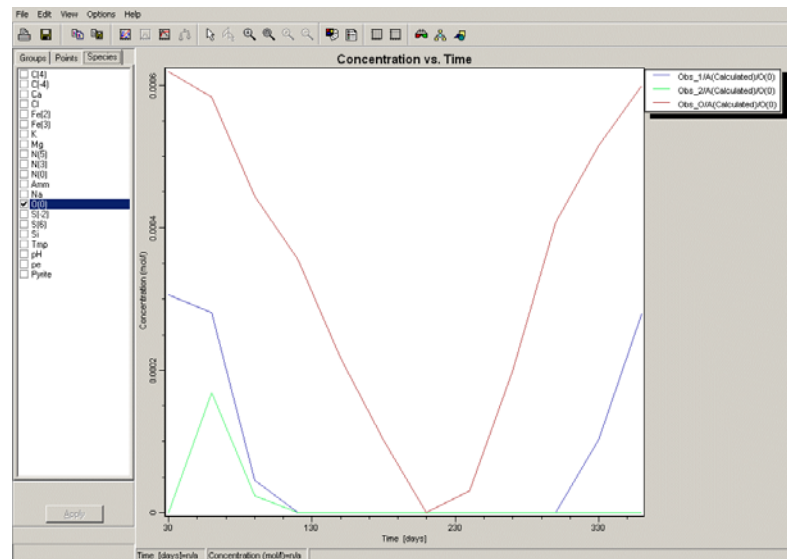 File Edit View Options Help
Groups Points Species
C(4)
C(-4)
Ca
Cl
Fe(2)
Fe(3)
K
Mg
N(5)
N(3)
N(0)
Amm
Na
O(0)
S(-2)
S(6)
Si
Tmp
pH
pe
Pyrite
Apply
Concentration vs. Time
Concentration (mol/l)
0.0006
0.0004
0.0002
0
30 130 230 330
Time [days]
Obs_1/A(Calculated)/O(0)
Obs_2/A(Calculated)/O(0)
Obs_O/A(Calculated)/O(0)
Time [days]=n/a Concentration (mol/l)=n/a